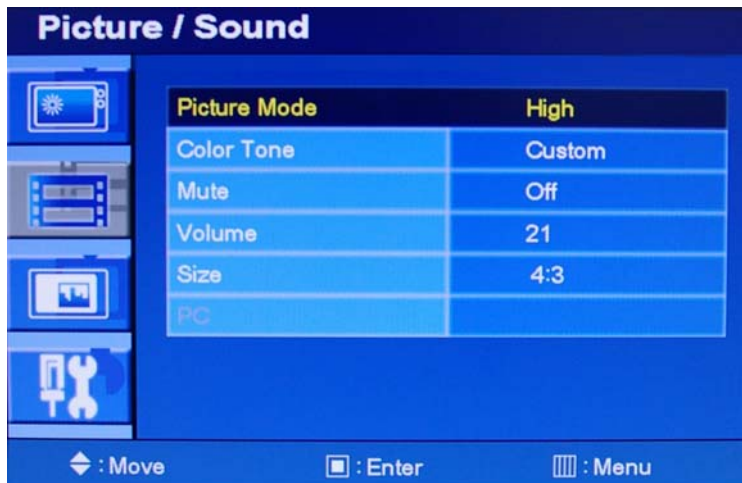 Picture / Sound
Picture Mode High
Color Tone Custom
Mute Off
Volume 21
Size 4:3
PC
: Move : Enter : Menu